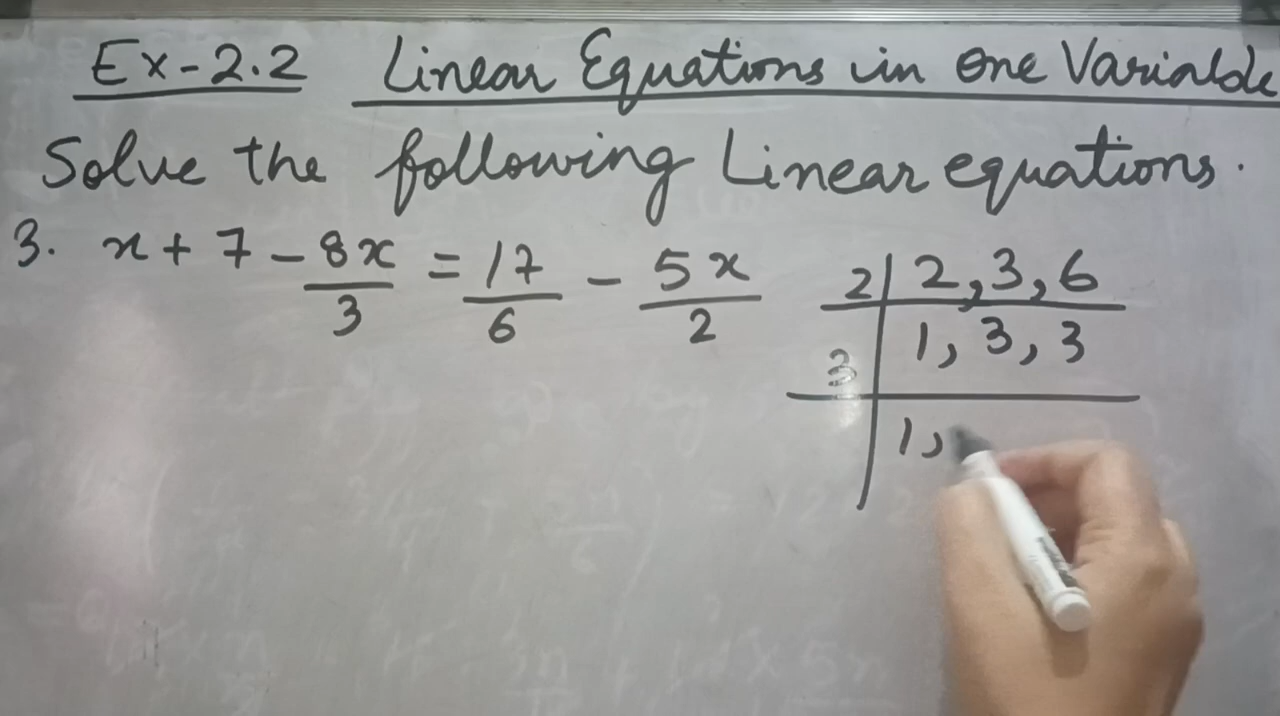 Ex-2.2 Linear Equations in one Variable
Solve the following Linear equations.
3. x + 7 - 8x/3 = 17/6 - 5x/2
2 | 2, 3, 6
3 | 1, 3, 3
1,